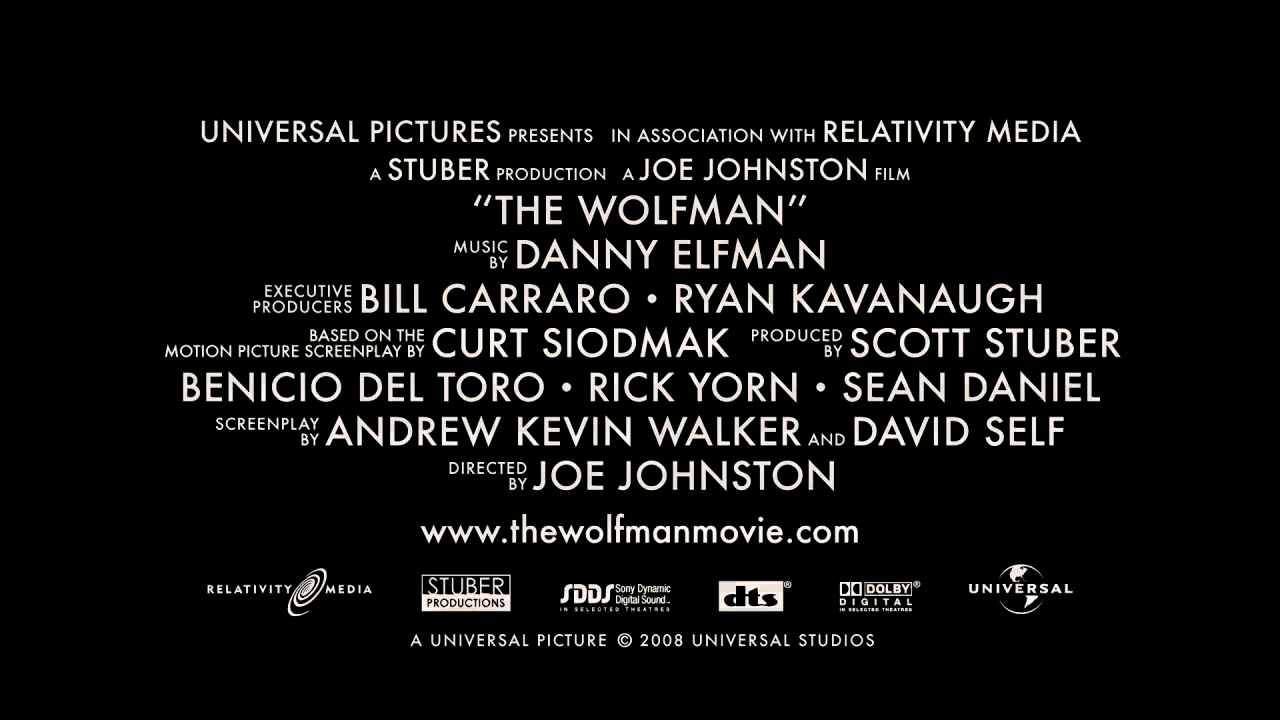 UNIVERSAL PICTURES PRESENTS IN ASSOCIATION WITH RELATIVITY MEDIA
A STUBER PRODUCTION A JOE JOHNSTON FILM
"THE WOLFMAN"
MUSIC BY DANNY ELFMAN
EXECUTIVE PRODUCERS BILL CARRARO • RYAN KAVANAUGH
BASED ON THE MOTION PICTURE SCREENPLAY BY CURT SIODMAK PRODUCED BY SCOTT STUBER
BENICIO DEL TORO • RICK YORN • SEAN DANIEL
SCREENPLAY BY ANDREW KEVIN WALKER AND DAVID SELF
DIRECTED BY JOE JOHNSTON
www.thewolfmanmovie.com
RELATIVITY MEDIA STUBER PRODUCTIONS SDDS Sony Dynamic Digital Sound IN SELECTED THEATRES dts ® DOLBY ® DIGITAL IN SELECTED THEATRES UNIVERSAL
A UNIVERSAL PICTURE © 2008 UNIVERSAL STUDIOS